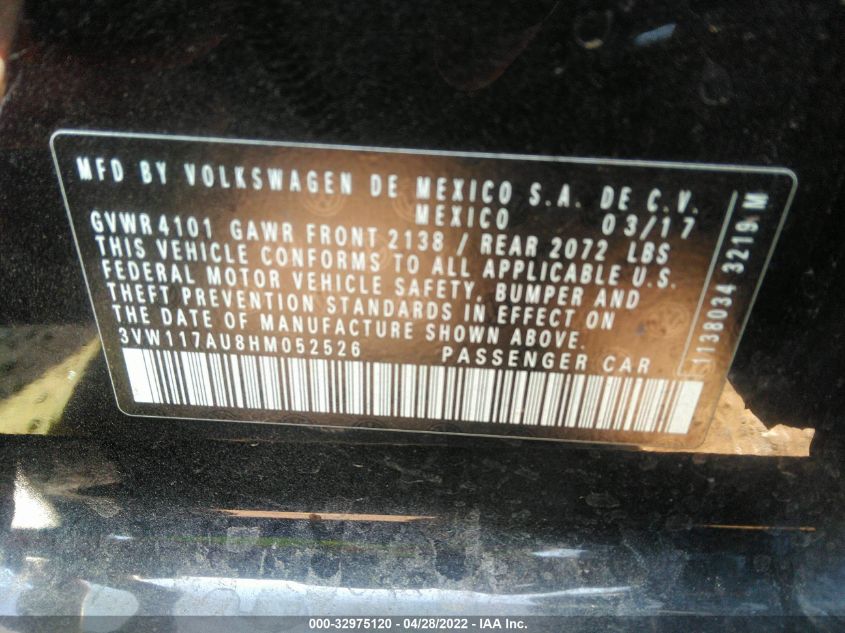 MFD BY VOLKSWAGEN DE MEXICO S.A. DE C.V.
MEXICO 03/17
GVWR4101 GAWR FRONT 2138 / REAR 2072 LBS
THIS VEHICLE CONFORMS TO ALL APPLICABLE U.S.
FEDERAL MOTOR VEHICLE SAFETY, BUMPER AND
THEFT PREVENTION STANDARDS IN EFFECT ON
THE DATE OF MANUFACTURE SHOWN ABOVE.
3VW117AU8HM052526 PASSENGER CAR
1138034 3219 M
000-32975120 - 04/28/2022 - IAA Inc.